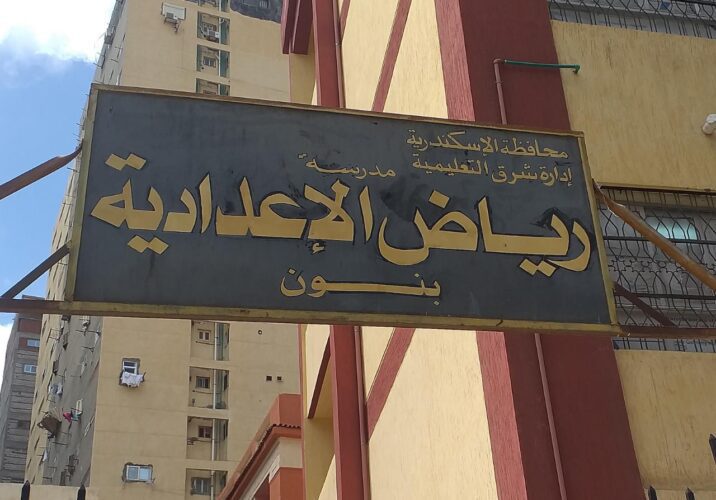 محافظة الإسكندرية
إدارة شرق التعليمية
مدرسة
رياض الإعدادية
بنون